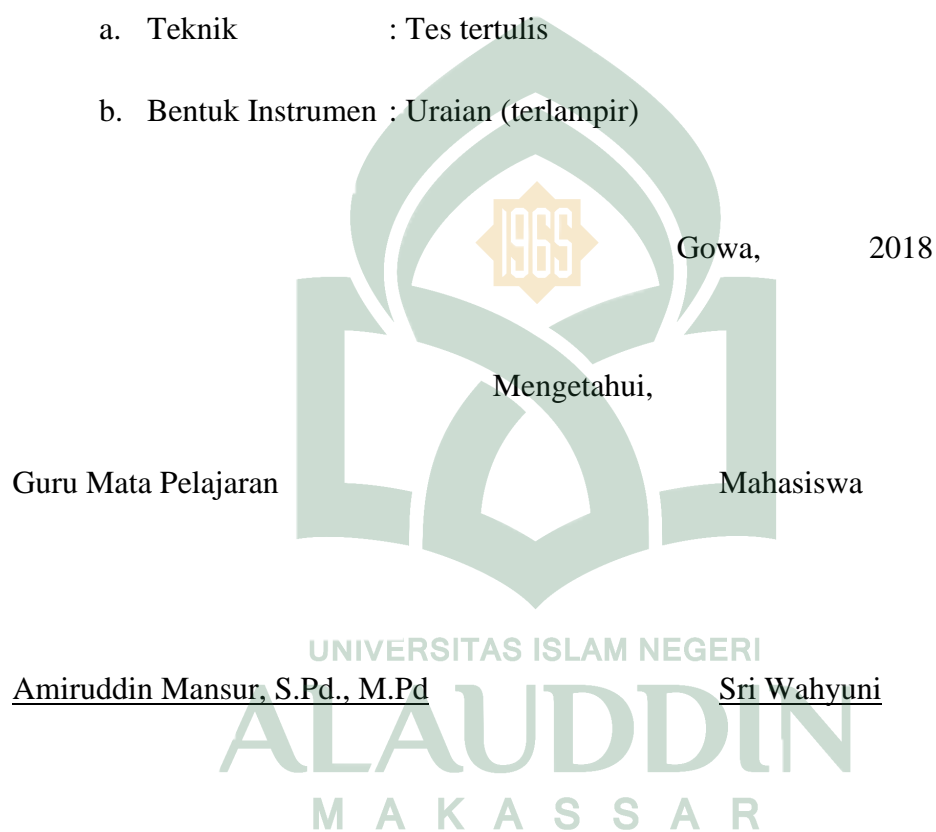 a. Teknik : Tes tertulis
b. Bentuk Instrumen : Uraian (terlampir)
1965
Gowa, 2018
Mengetahui,
Guru Mata Pelajaran Mahasiswa
UNIVERSITAS ISLAM NEGERI
Amiruddin Mansur, S.Pd., M.Pd Sri Wahyuni
ALAUDDIN
MAKASSAR